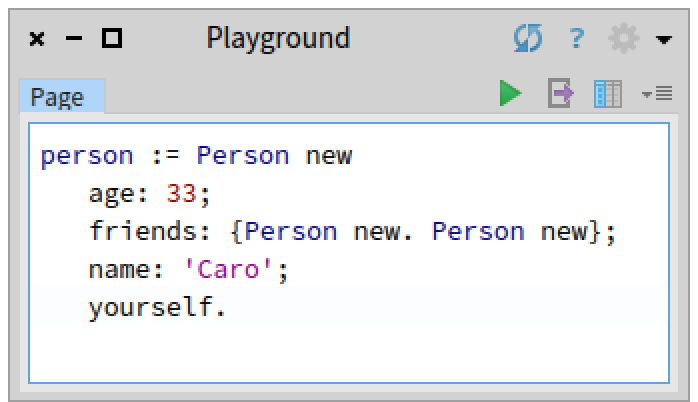 Playground
?
Page
person := Person new
age: 33;
friends: {Person new. Person new};
name: 'Caro';
yourself.